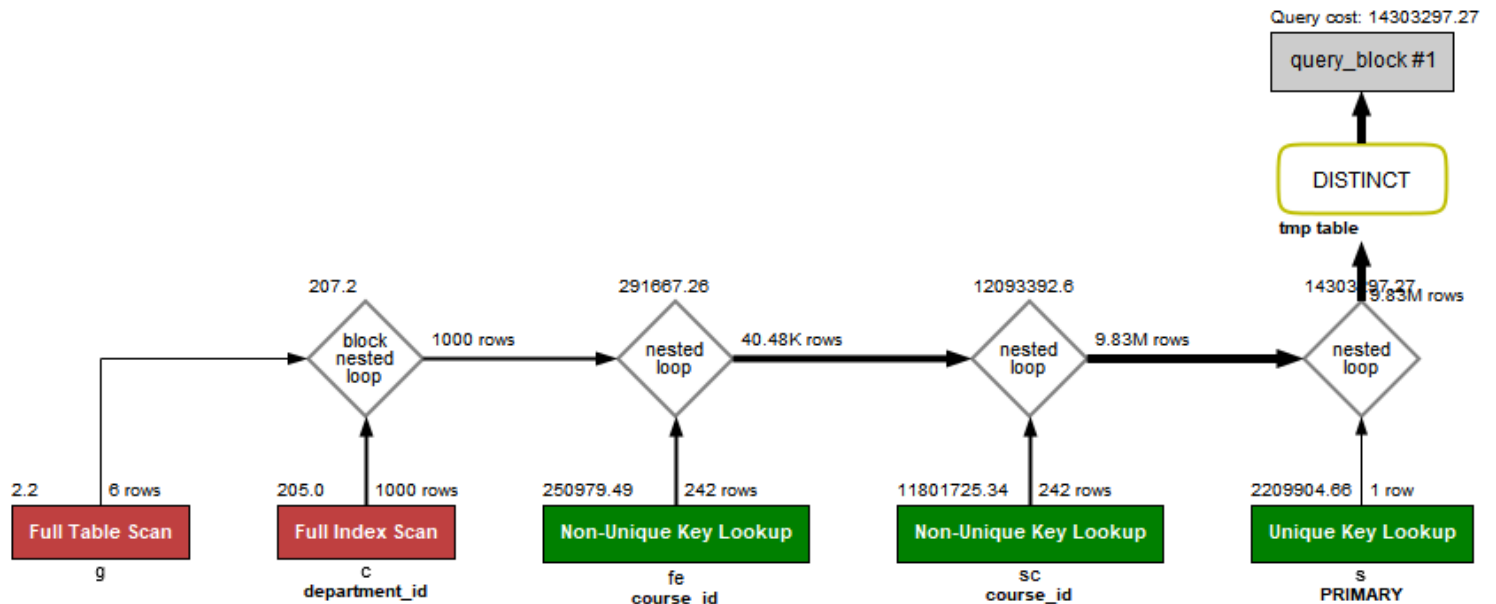 Query cost: 14303297.27
query_block #1
DISTINCT
tmp table
207.2
291667.26
12093392.6
14303297.27
9.83M rows
block
nested
loop
1000 rows
nested
loop
40.48K rows
nested
loop
9.83M rows
nested
loop
2.2
6 rows
205.0
1000 rows
250979.49
242 rows
11801725.34
242 rows
2209904.66
1 row
Full Table Scan
Full Index Scan
Non-Unique Key Lookup
Non-Unique Key Lookup
Unique Key Lookup
g
c
fe
sc
s
department_id
course_id
course_id
PRIMARY